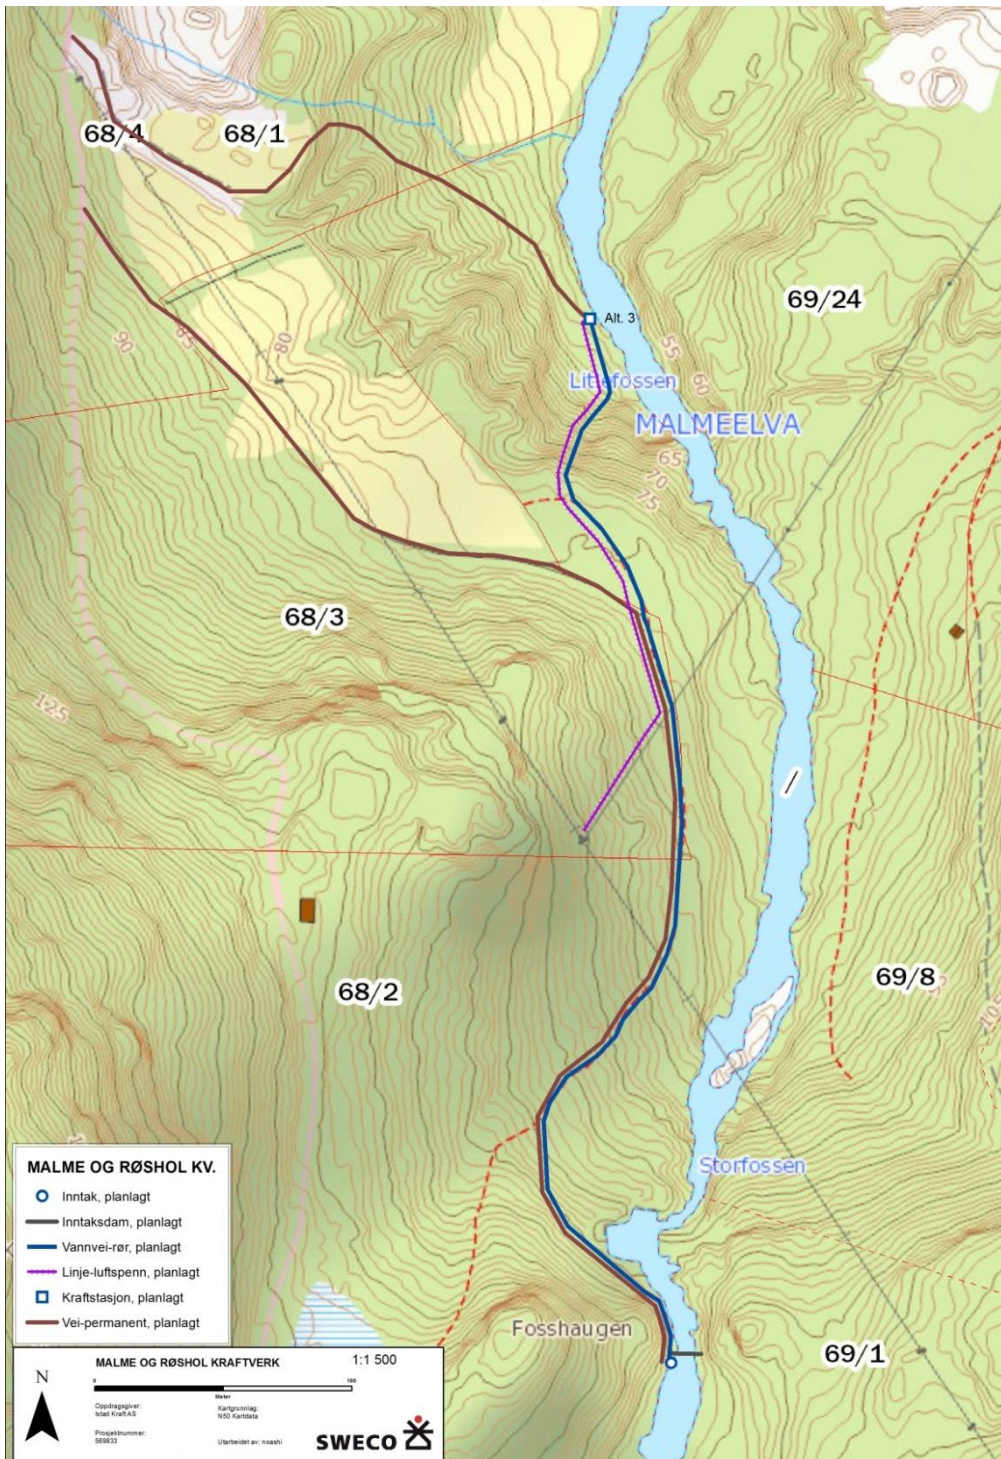 68/4
68/1
69/24
Alt. 3
55
60
90
85
80
Litlefossen
MALMEELVA
65
70
75
68/3
125
68/2
69/8
Storfossen
Fosshaugen
69/1
MALME OG RØSHOL KV.
Inntak, planlagt
Inntaksdam, planlagt
Vannvei-rør, planlagt
Linje-luftspenn, planlagt
Kraftstasjon, planlagt
Vei-permanent, planlagt
MALME OG RØSHOL KRAFTVERK
1:1 500
0
100
Meter
N
Oppdragsgiver:
Istad Kraft AS
Kartgrunnlag:
N50 Kartdata
Prosjektnummer:
589833
Utarbeidet av: noashi
SWECO